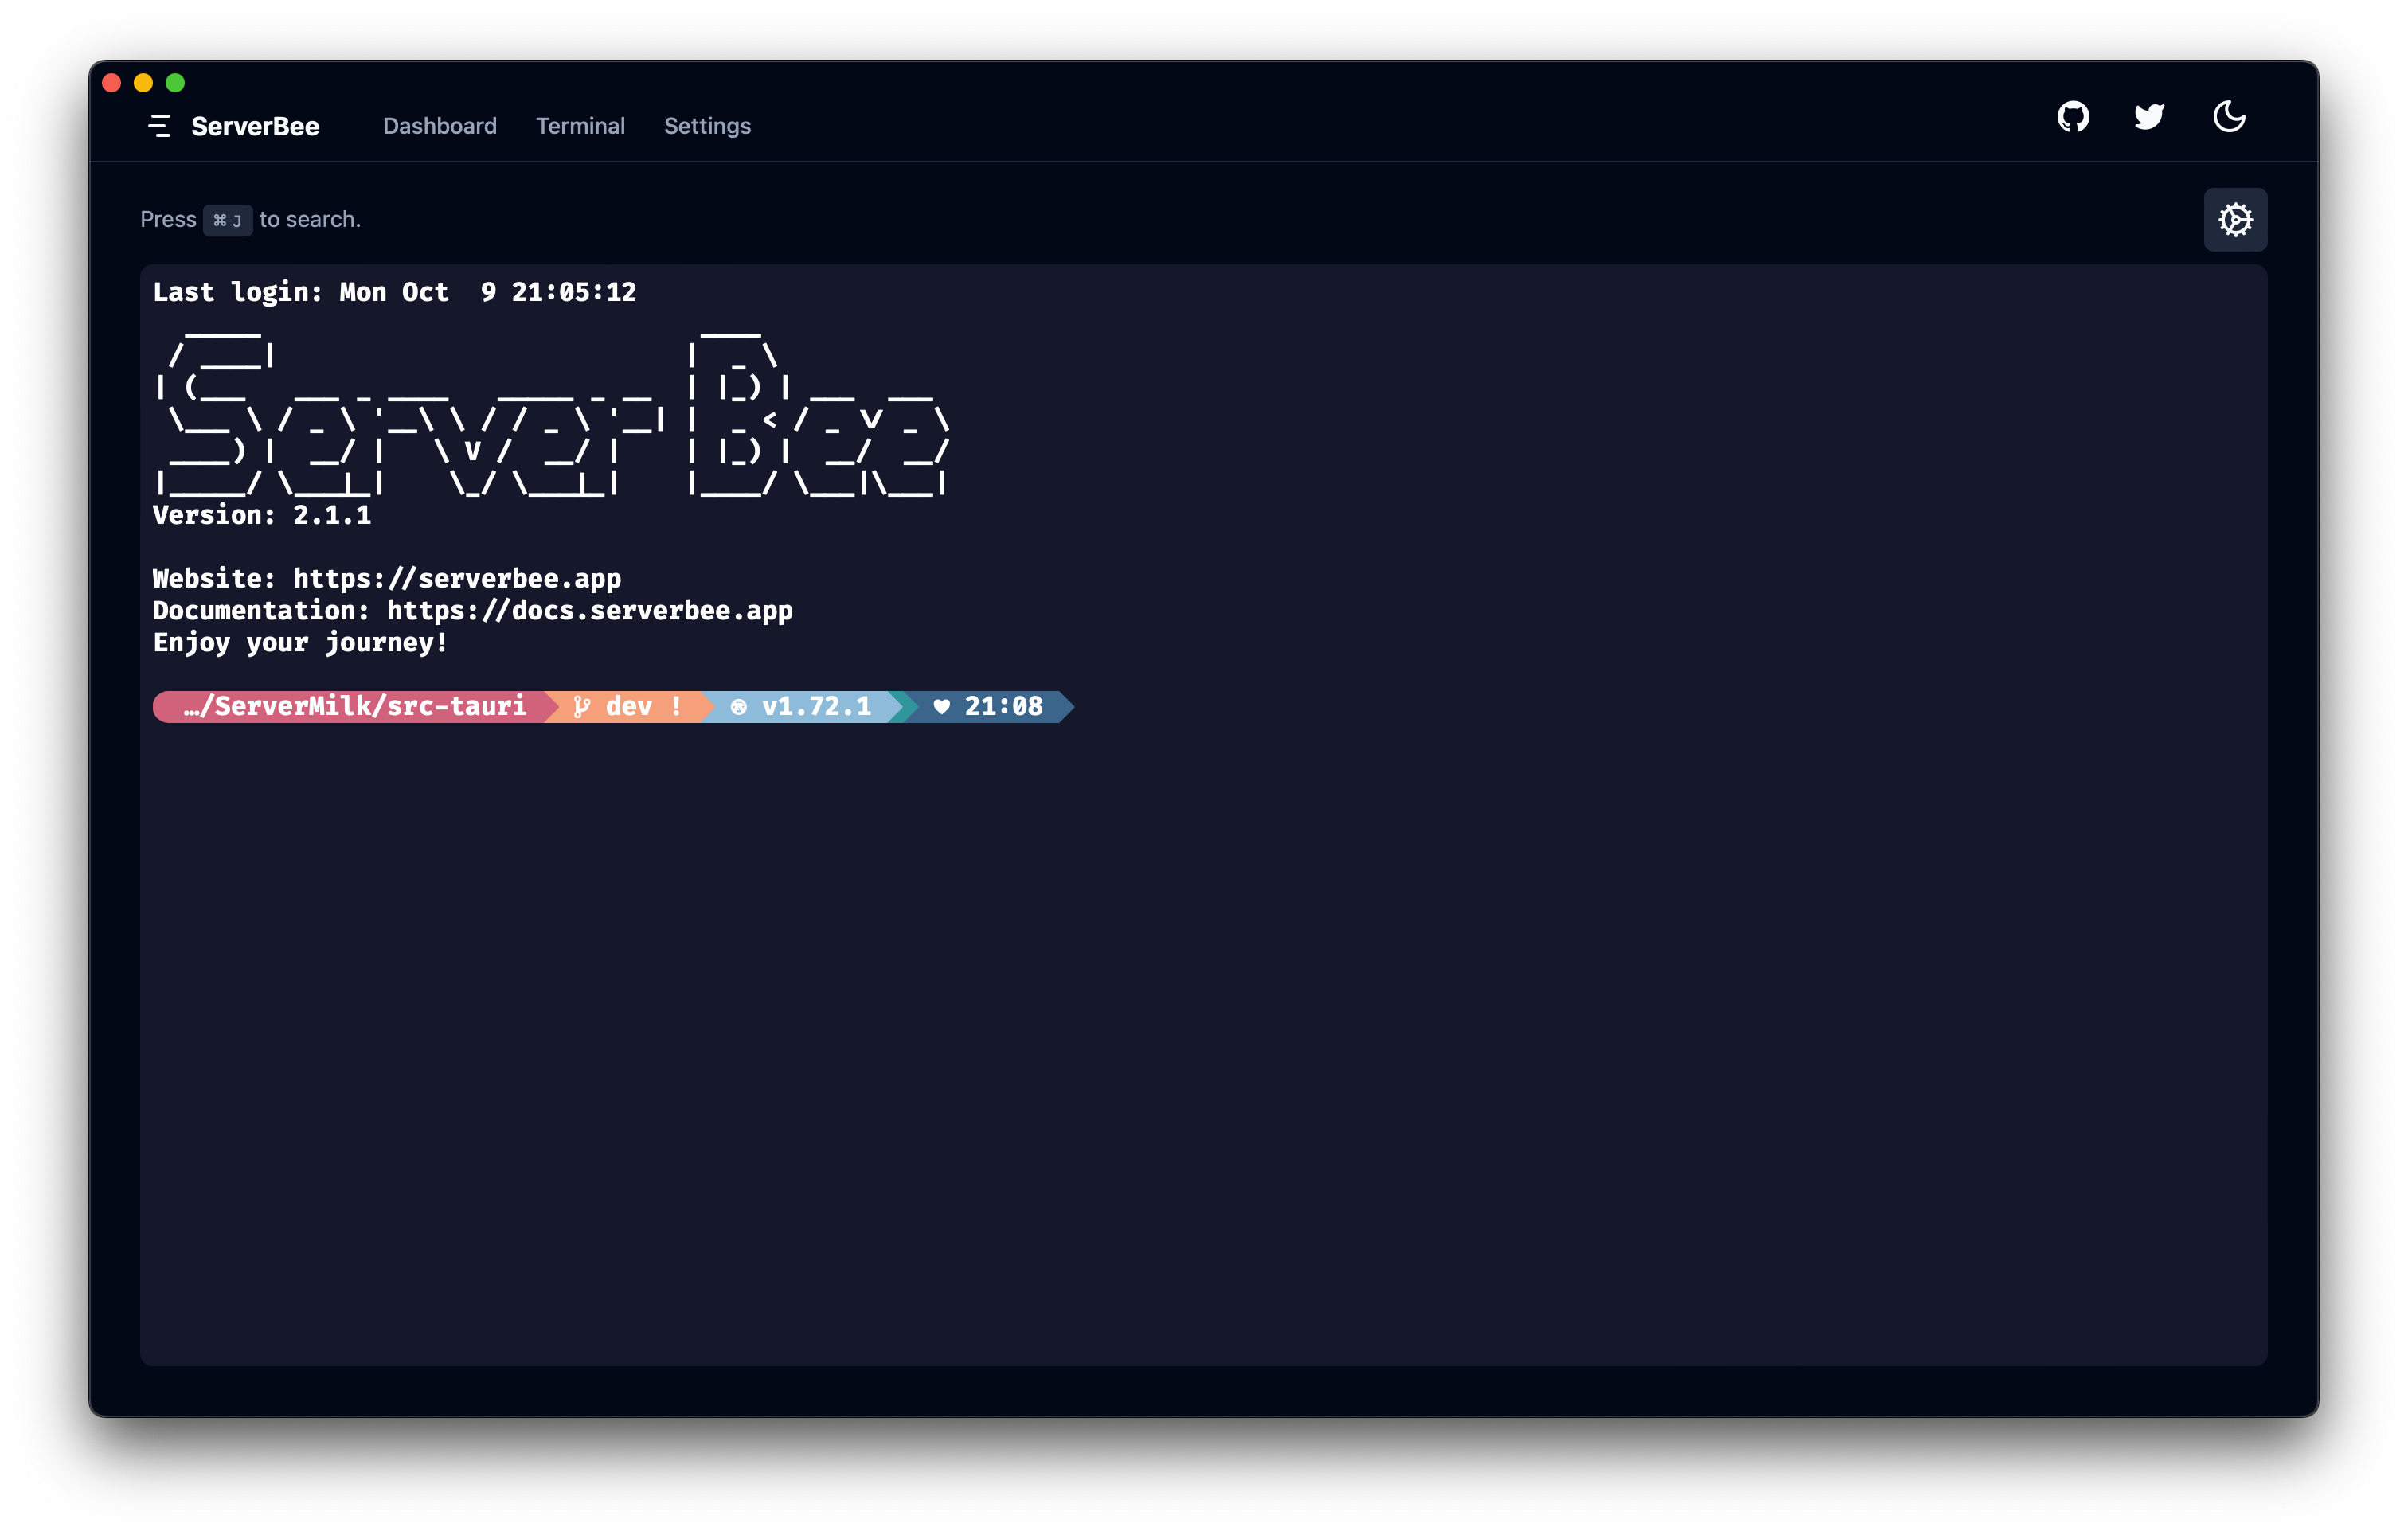 ServerBee Dashboard Terminal Settings
Press ⌘ J to search.
Last login: Mon Oct  9 21:05:12
Server Bee
Version: 2.1.1
Website: https://serverbee.app
Documentation: https://docs.serverbee.app
Enjoy your journey!
…/ServerMilk/src-tauri dev ! v1.72.1 ♥ 21:08